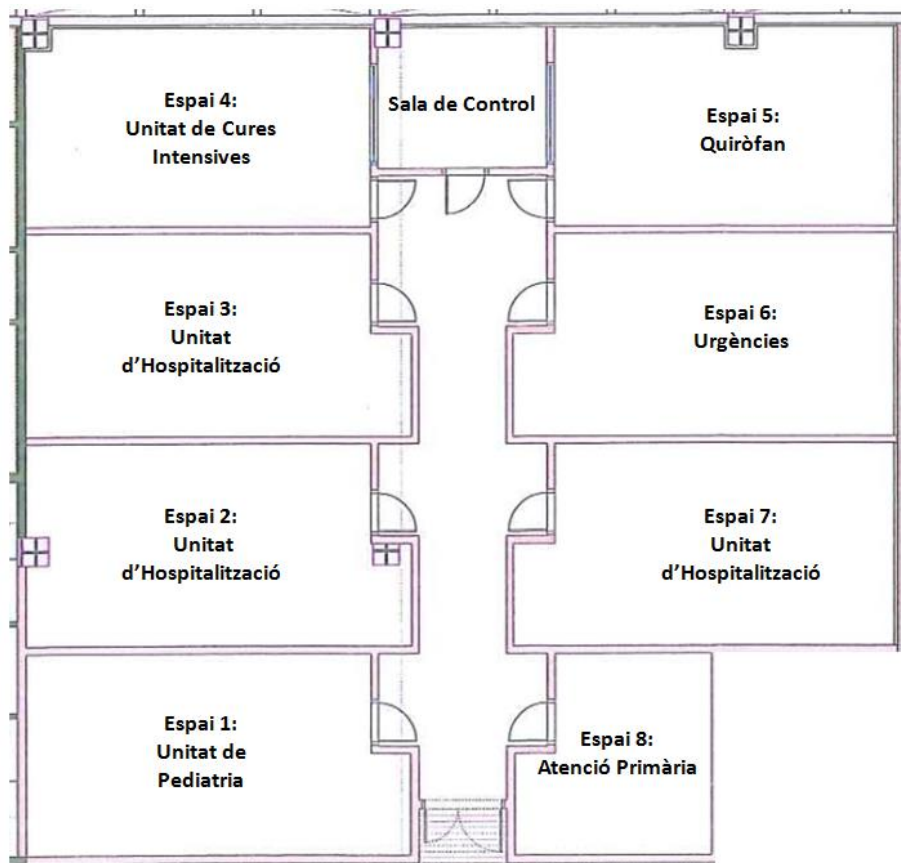 Espai 4:
Unitat de Cures
Intensives
Sala de Control
Espai 5:
Quiròfan
Espai 3:
Unitat
d’Hospitalització
Espai 6:
Urgències
Espai 2:
Unitat
d’Hospitalització
Espai 7:
Unitat
d’Hospitalització
Espai 1:
Unitat de
Pediatria
Espai 8:
Atenció Primària